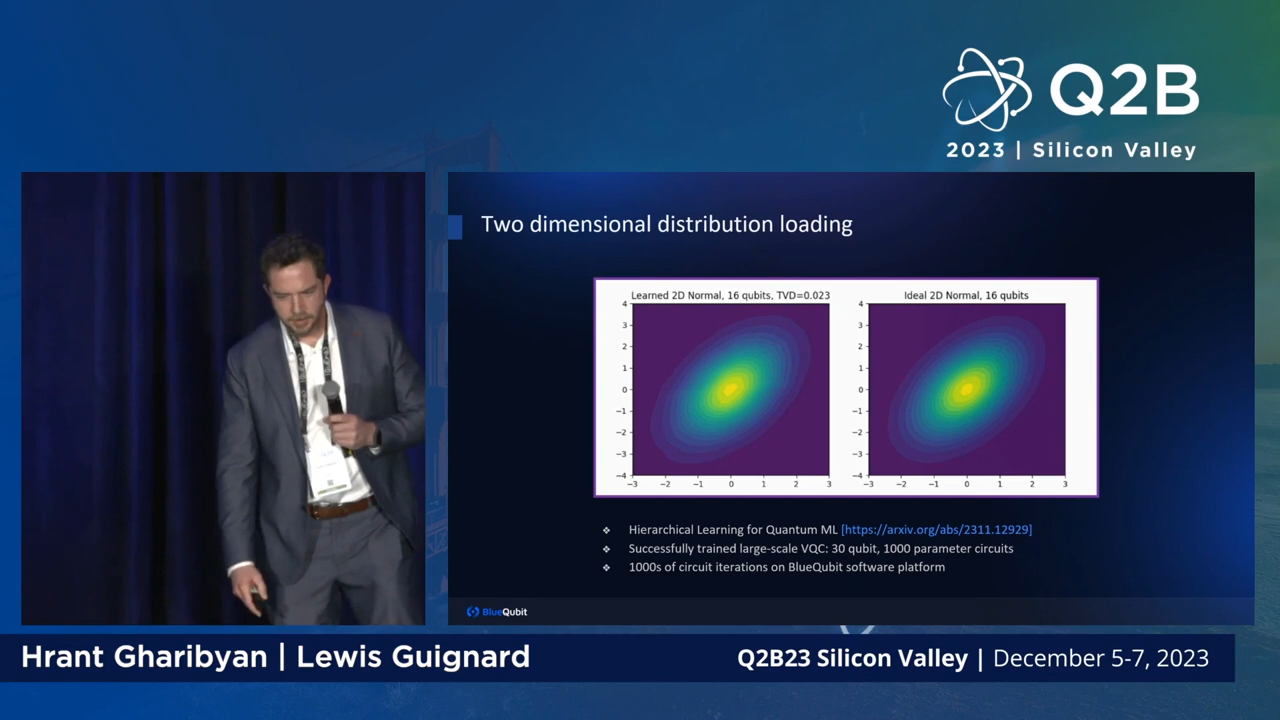 Q2B
2023 | Silicon Valley
Two dimensional distribution loading
Learned 2D Normal, 16 qubits, TVD=0.023
4
3
2
1
0
−1
−2
−3
−4
−3
−2
−1
0
1
2
3
Ideal 2D Normal, 16 qubits
4
3
2
1
0
−1
−2
−3
−4
−3
−2
−1
0
1
2
3
❖ Hierarchical Learning for Quantum ML [https://arxiv.org/abs/2311.12929]
❖ Successfully trained large-scale VQC: 30 qubit, 1000 parameter circuits
❖ 1000s of circuit iterations on BlueQubit software platform
BlueQubit
Hrant Gharibyan | Lewis Guignard
Q2B23 Silicon Valley | December 5-7, 2023